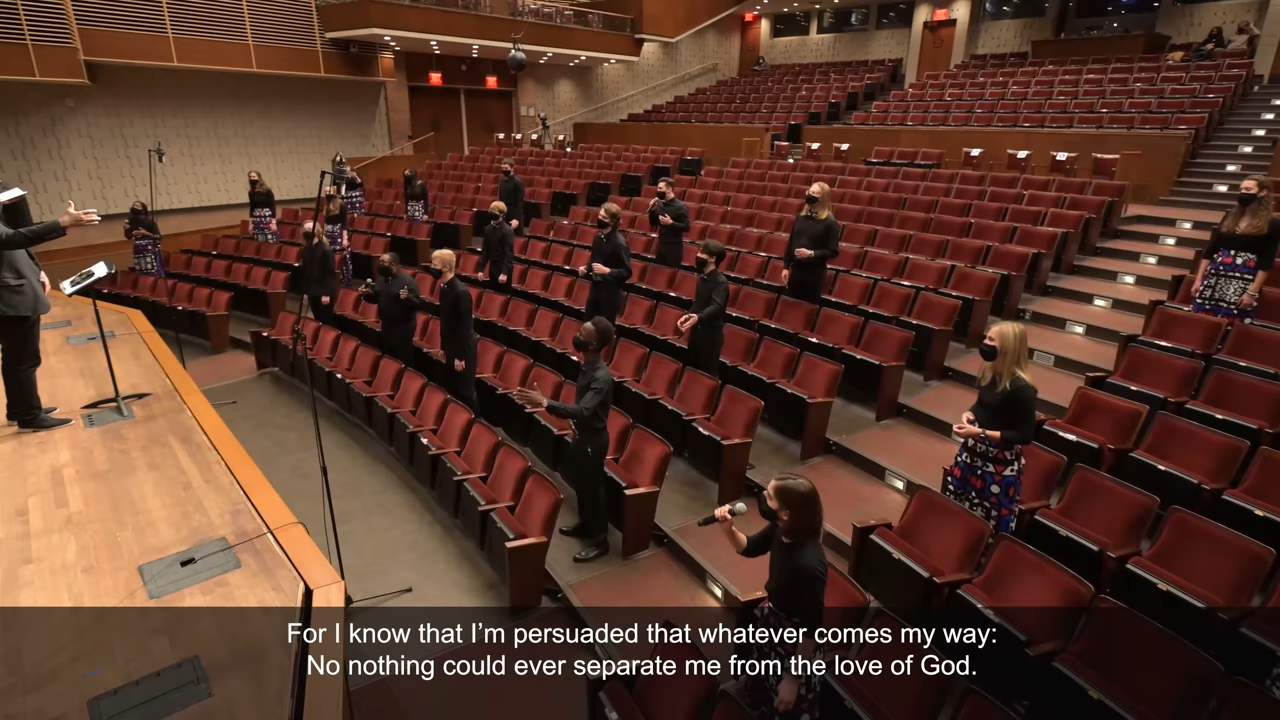 For I know that I’m persuaded that whatever comes my way:
No nothing could ever separate me from the love of God.